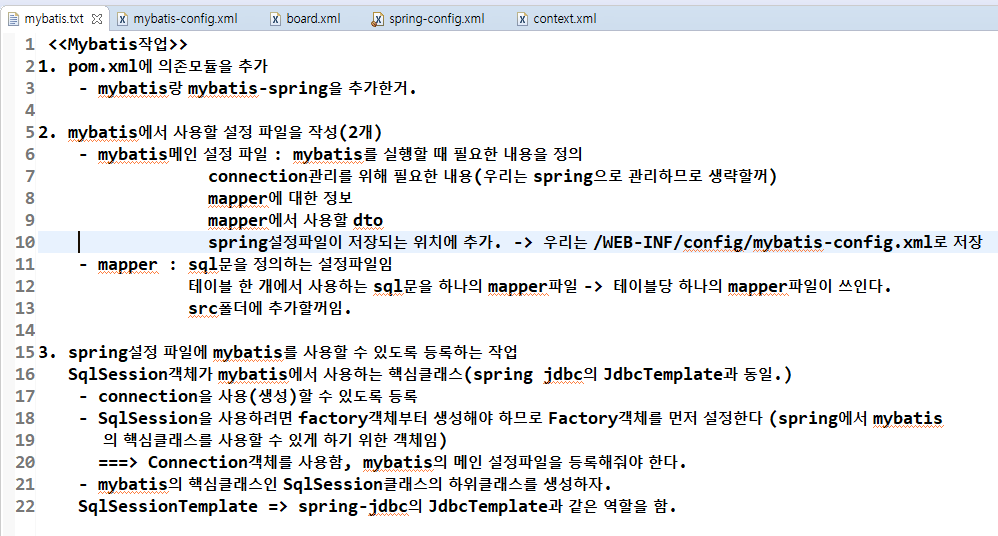 mybatis.txt mybatis-config.xml board.xml spring-config.xml context.xml
1 <<Mybatis작업>>
2 1. pom.xml에 의존모듈을 추가
3 - mybatis랑 mybatis-spring을 추가한거.
4
5 2. mybatis에서 사용할 설정 파일을 작성(2개)
6 - mybatis메인 설정 파일 : mybatis를 실행할 때 필요한 내용을 정의
7 connection관리를 위해 필요한 내용(우리는 spring으로 관리하므로 생략할꺼)
8 mapper에 대한 정보
9 mapper에서 사용할 dto
10 spring설정파일이 저장되는 위치에 추가. -> 우리는 /WEB-INF/config/mybatis-config.xml로 저장
11 - mapper : sql문을 정의하는 설정파일임
12 테이블 한 개에서 사용하는 sql문을 하나의 mapper파일 -> 테이블당 하나의 mapper파일이 쓰인다.
13 src폴더에 추가할꺼임.
14
15 3. spring설정 파일에 mybatis를 사용할 수 있도록 등록하는 작업
16 SqlSession객체가 mybatis에서 사용하는 핵심클래스(spring jdbc의 JdbcTemplate과 동일.)
17 - connection을 사용(생성)할 수 있도록 등록
18 - SqlSession을 사용하려면 factory객체부터 생성해야 하므로 Factory객체를 먼저 설정한다 (spring에서 mybatis
19 의 핵심클래스를 사용할 수 있게 하기 위한 객체임)
20 ===> Connection객체를 사용함, mybatis의 메인 설정파일을 등록해줘야 한다.
21 - mybatis의 핵심클래스인 SqlSession클래스의 하위클래스를 생성하자.
22 SqlSessionTemplate => spring-jdbc의 JdbcTemplate과 같은 역할을 함.